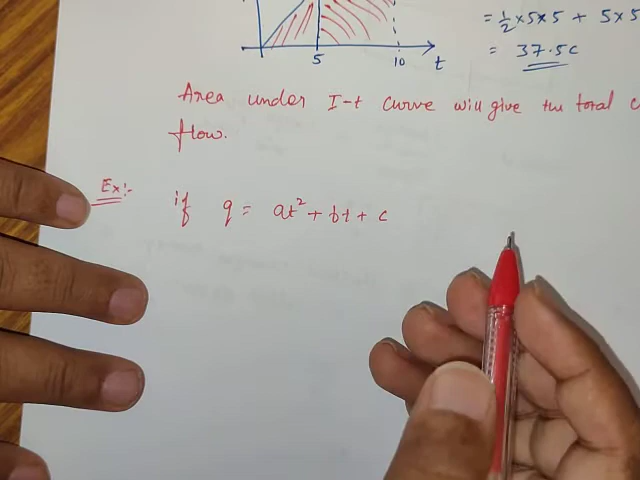 = ½ × 5 × 5 + 5 × 5
= 37.5C
5 10 t
Area under I-t curve will give the total c
flow.
Ex:- if q = at² + bt + c